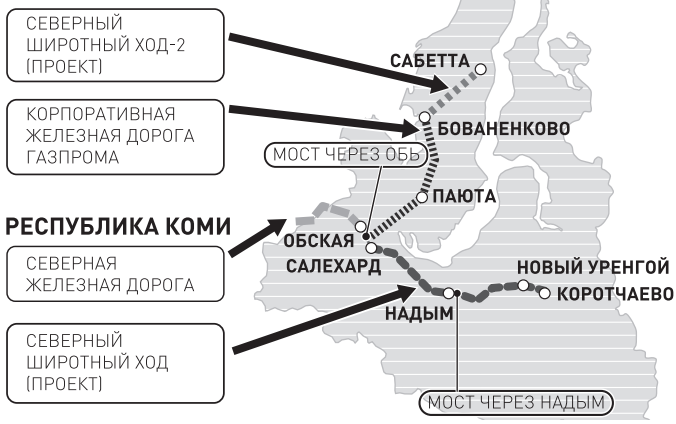 СЕВЕРНЫЙ
ШИРОТНЫЙ ХОД-2
(ПРОЕКТ)
САБЕТТА
КОРПОРАТИВНАЯ
ЖЕЛЕЗНАЯ ДОРОГА
ГАЗПРОМА
БОВАНЕНКОВО
МОСТ ЧЕРЕЗ ОБЬ
ПАЮТА
РЕСПУБЛИКА КОМИ
ОБСКАЯ
САЛЕХАРД
СЕВЕРНАЯ
ЖЕЛЕЗНАЯ ДОРОГА
НОВЫЙ УРЕНГОЙ
КОРОТЧАЕВО
НАДЫМ
СЕВЕРНЫЙ
ШИРОТНЫЙ ХОД
(ПРОЕКТ)
МОСТ ЧЕРЕЗ НАДЫМ